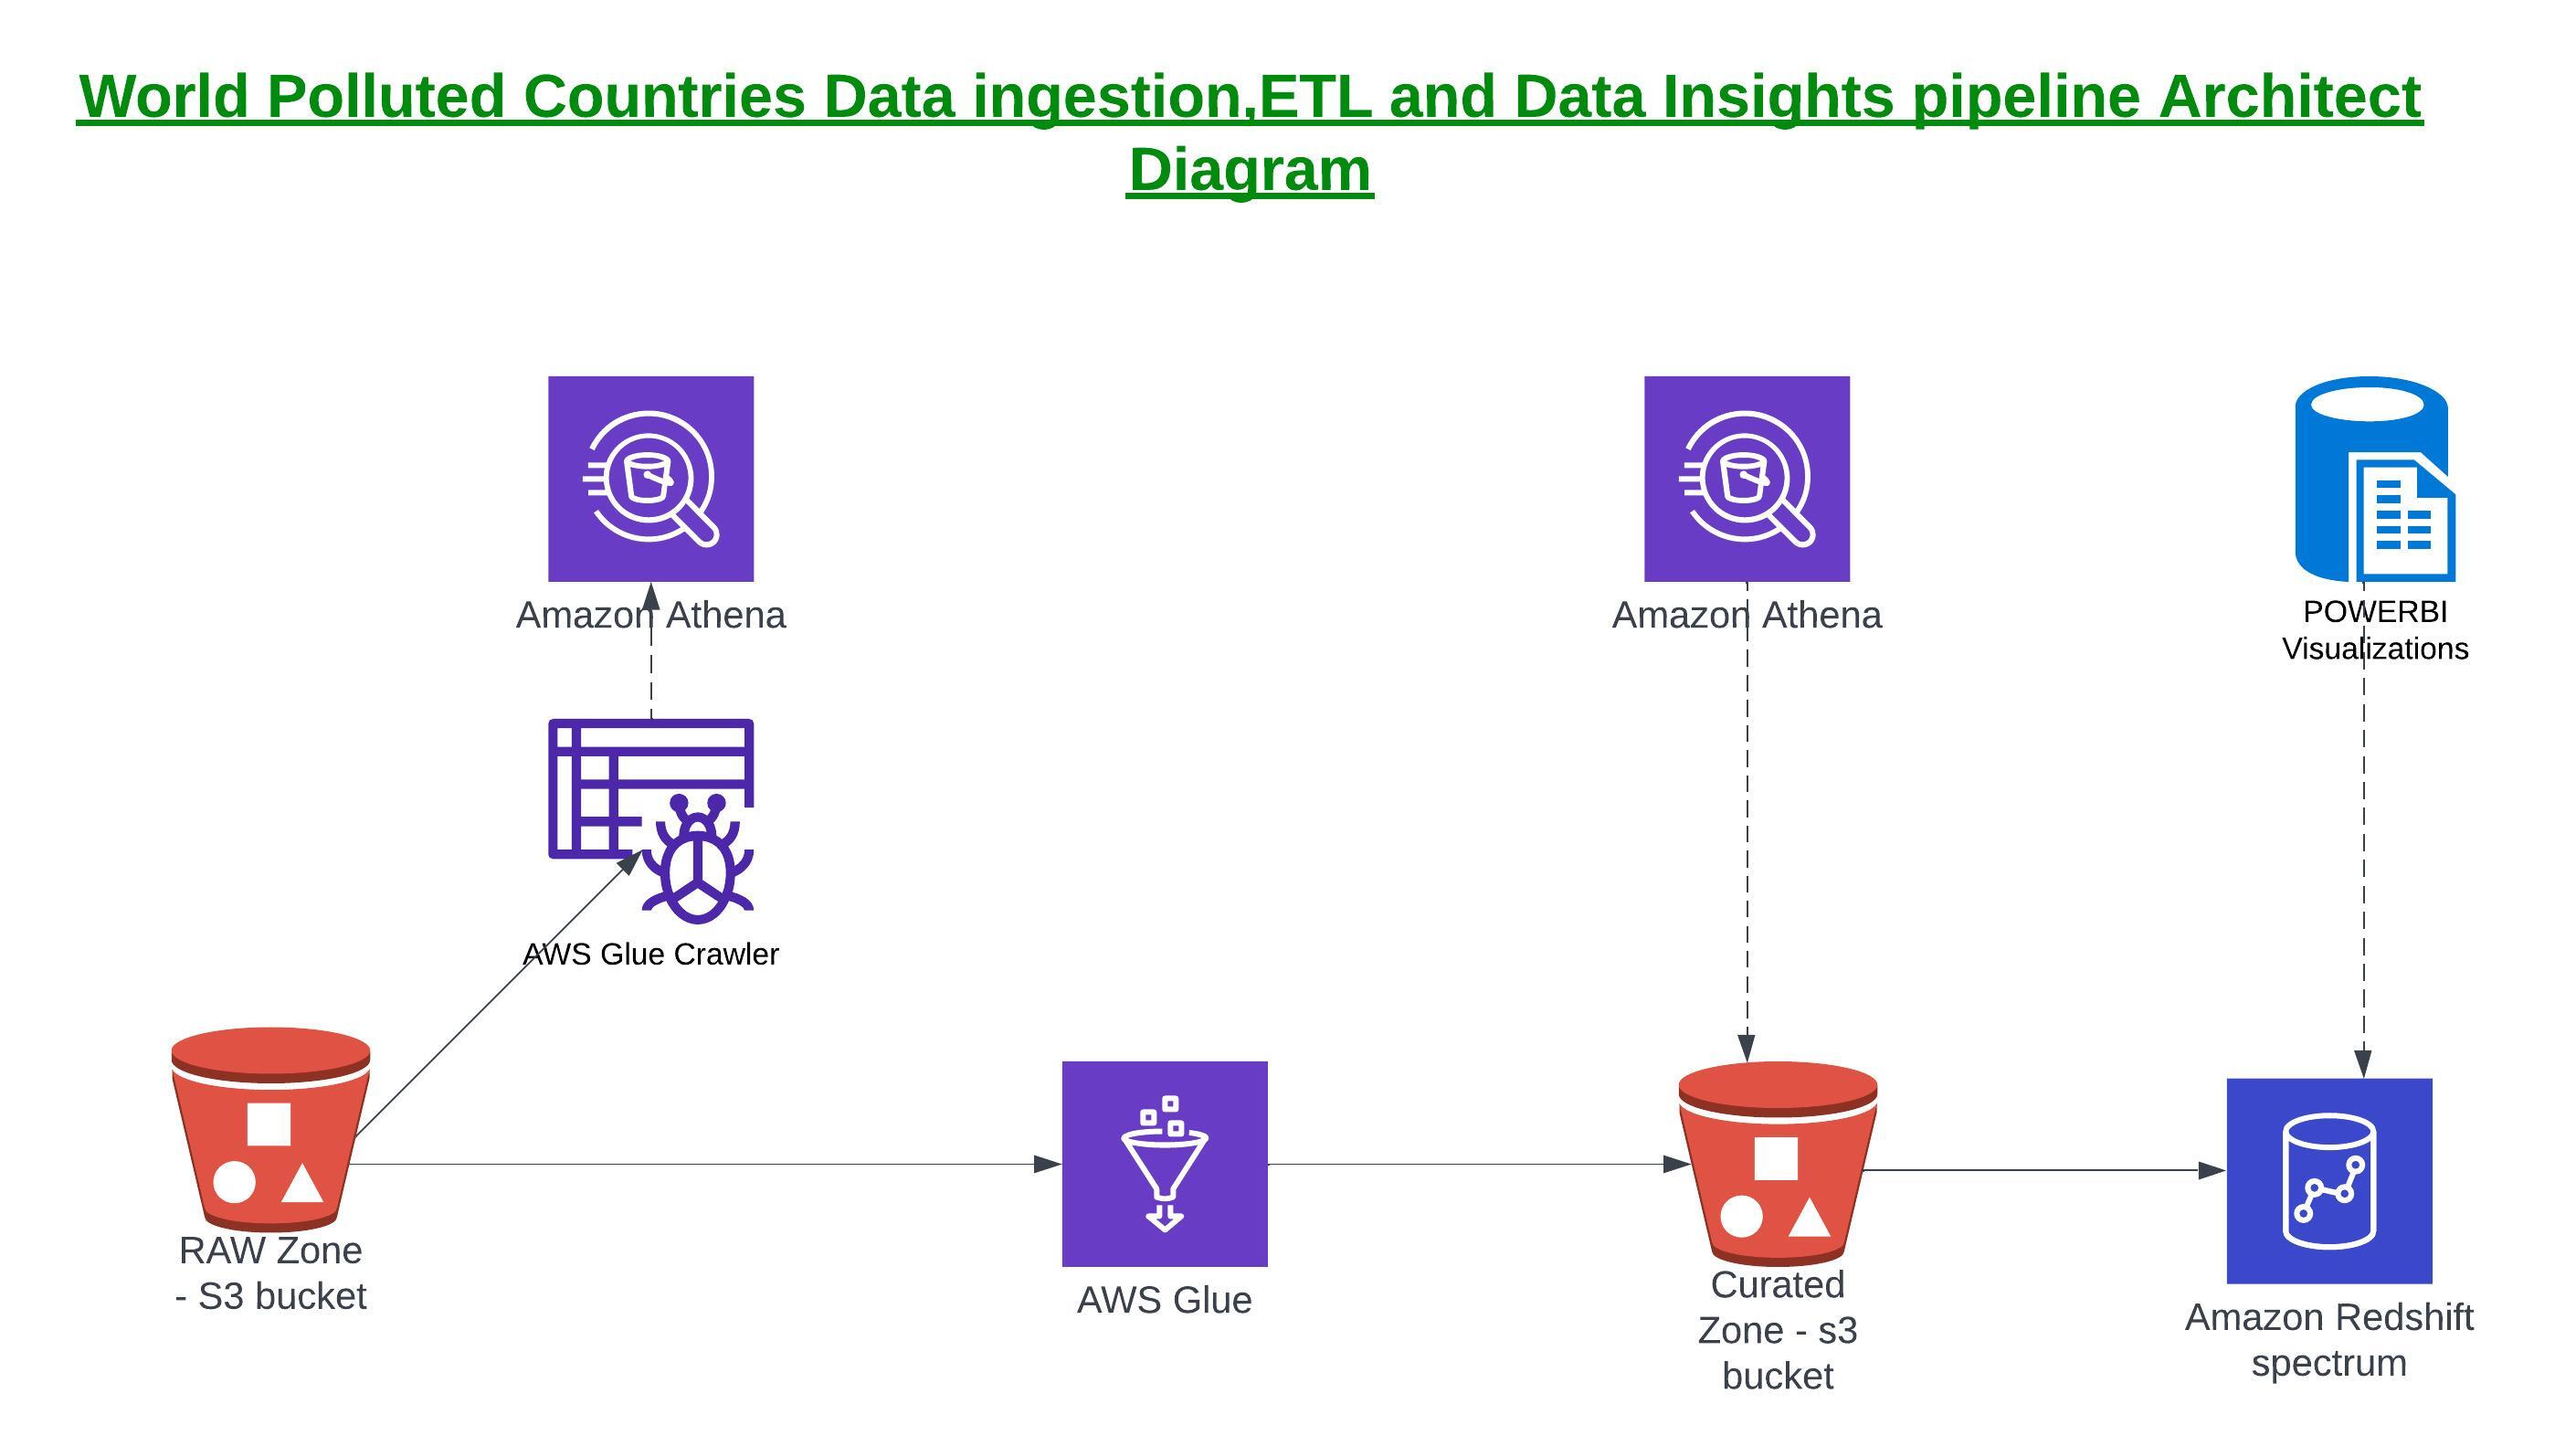 World Polluted Countries Data ingestion,ETL and Data Insights pipeline Architect
Diagram
Amazon Athena
Amazon Athena
POWERBI
Visualizations
AWS Glue Crawler
RAW Zone
- S3 bucket
AWS Glue
Curated
Zone - s3
bucket
Amazon Redshift
spectrum